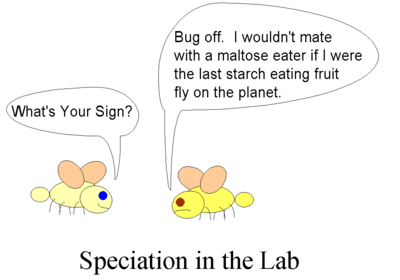 What's Your Sign?
Bug off.  I wouldn't mate
with a maltose eater if I were
the last starch eating fruit
fly on the planet.
Speciation in the Lab